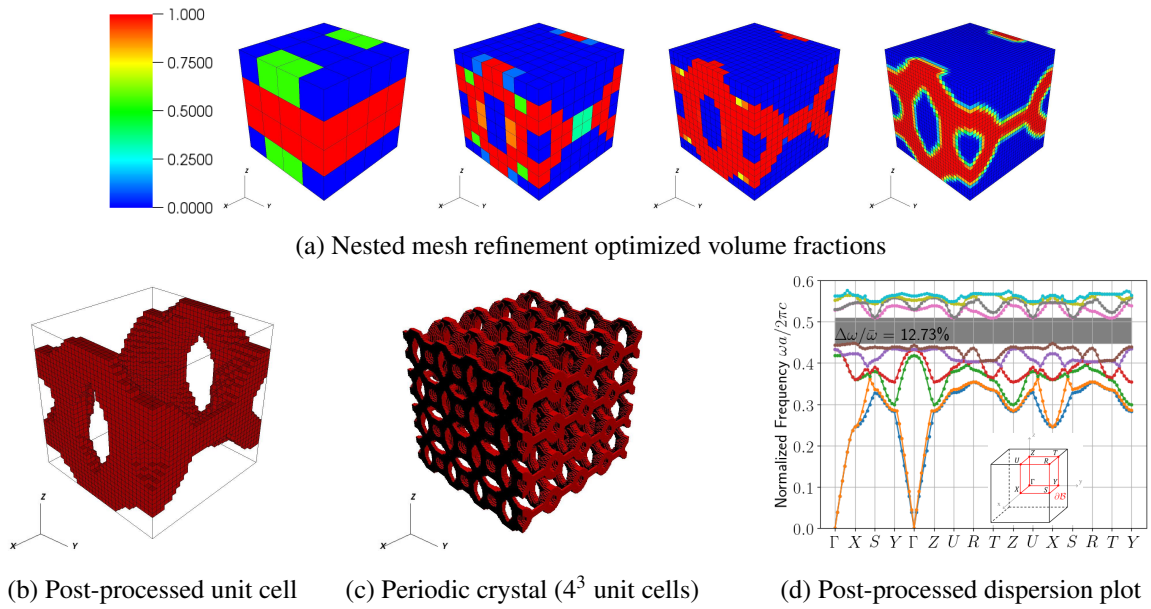 1.000
0.7500
0.5000
0.2500
0.0000
Z
X
Y
Z
X
Y
Z
X
Y
Z
X
Y
(a) Nested mesh refinement optimized volume fractions
Z
X
Y
(b) Post-processed unit cell
Z
X
Y
(c) Periodic crystal (4³ unit cells)
Normalized Frequency ωa/2πc
0.6
0.5
0.4
0.3
0.2
0.1
0.0
Δω/ω̄ = 12.73%
Z T
U R
Γ Y
X S
∂𝔅
Γ X S Y Γ Z U R T Z U X S R T Y
(d) Post-processed dispersion plot